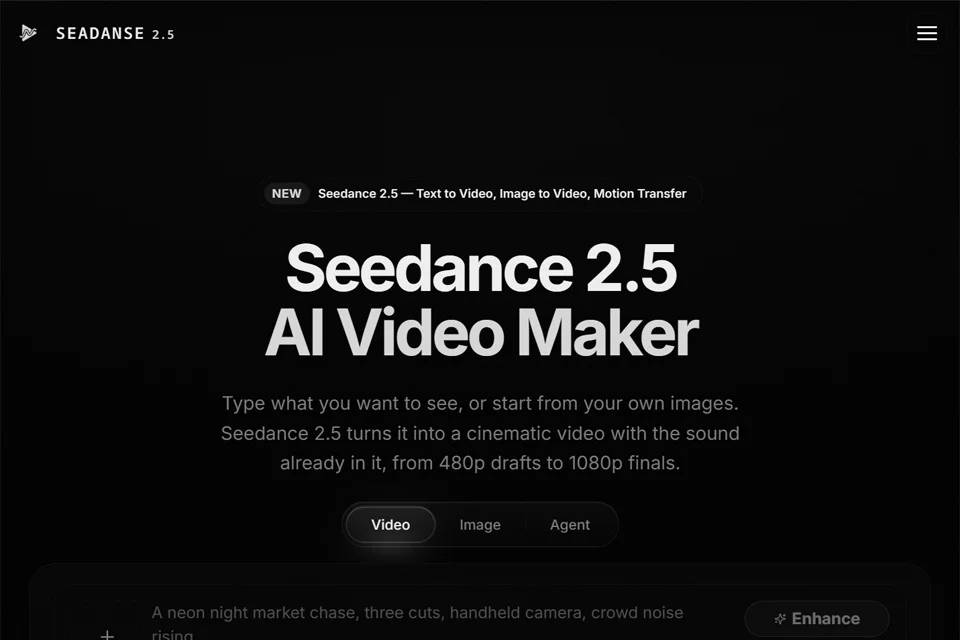 SEADANSE 2.5
NEW Seedance 2.5 — Text to Video, Image to Video, Motion Transfer
Seedance 2.5
AI Video Maker
Type what you want to see, or start from your own images.
Seedance 2.5 turns it into a cinematic video with the sound
already in it, from 480p drafts to 1080p finals.
Video Image Agent
A neon night market chase, three cuts, handheld camera, crowd noise
rising
Enhance